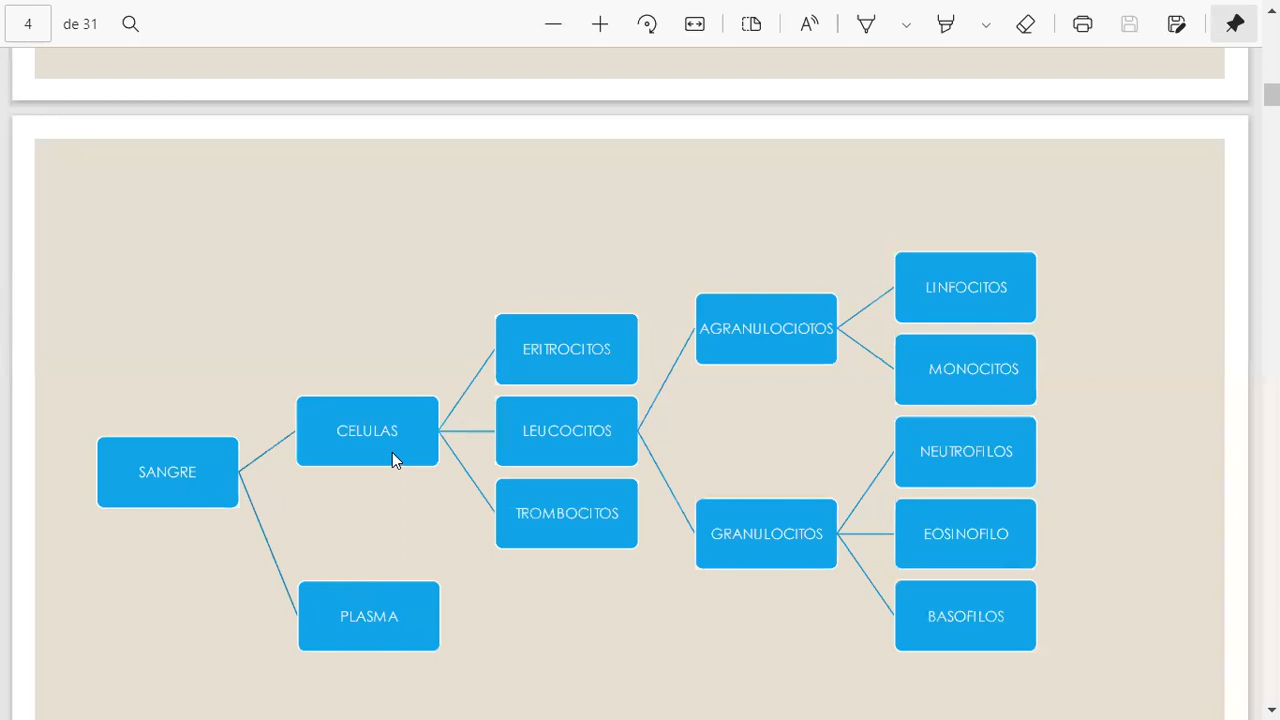 4 de 31
LINFOCITOS
AGRANULOCIOTOS
ERITROCITOS
MONOCITOS
CELULAS
LEUCOCITOS
NEUTROFILOS
SANGRE
TROMBOCITOS
GRANULOCITOS
EOSINOFILO
PLASMA
BASOFILOS